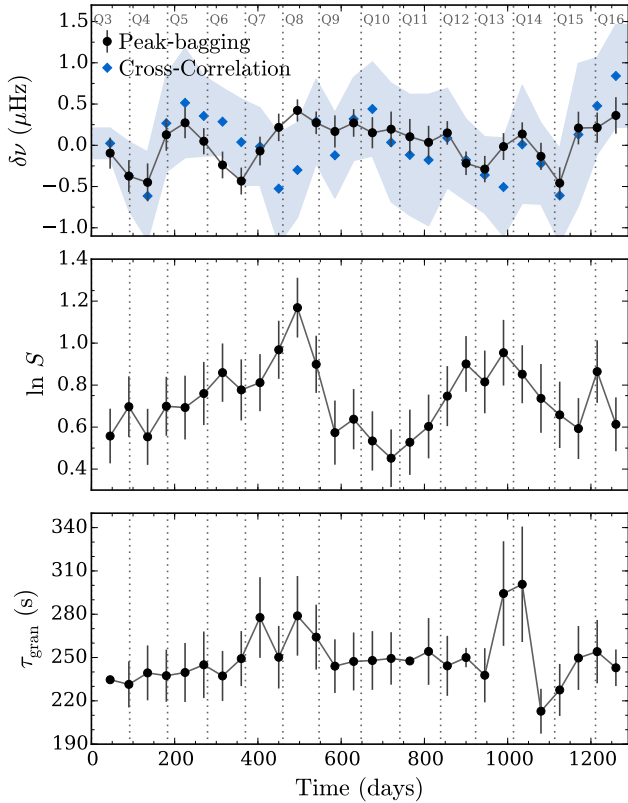 Q3 Q4 Q5 Q6 Q7 Q8 Q9 Q10 Q11 Q12 Q13 Q14 Q15 Q16
Peak-bagging
Cross-Correlation
1.5
1.0
0.5
0.0
−0.5
−1.0
δν (μHz)
1.4
1.2
1.0
0.8
0.6
0.4
ln S
340
310
280
250
220
190
τgran (s)
0 200 400 600 800 1000 1200
Time (days)